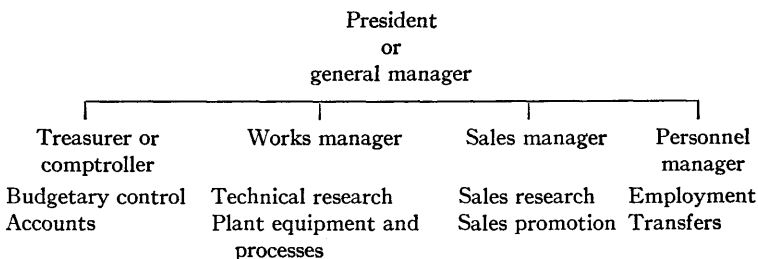 President
or
general manager
Treasurer or
comptroller
Budgetary control
Accounts
Works manager
Technical research
Plant equipment and
processes
Sales manager
Sales research
Sales promotion
Personnel
manager
Employment
Transfers